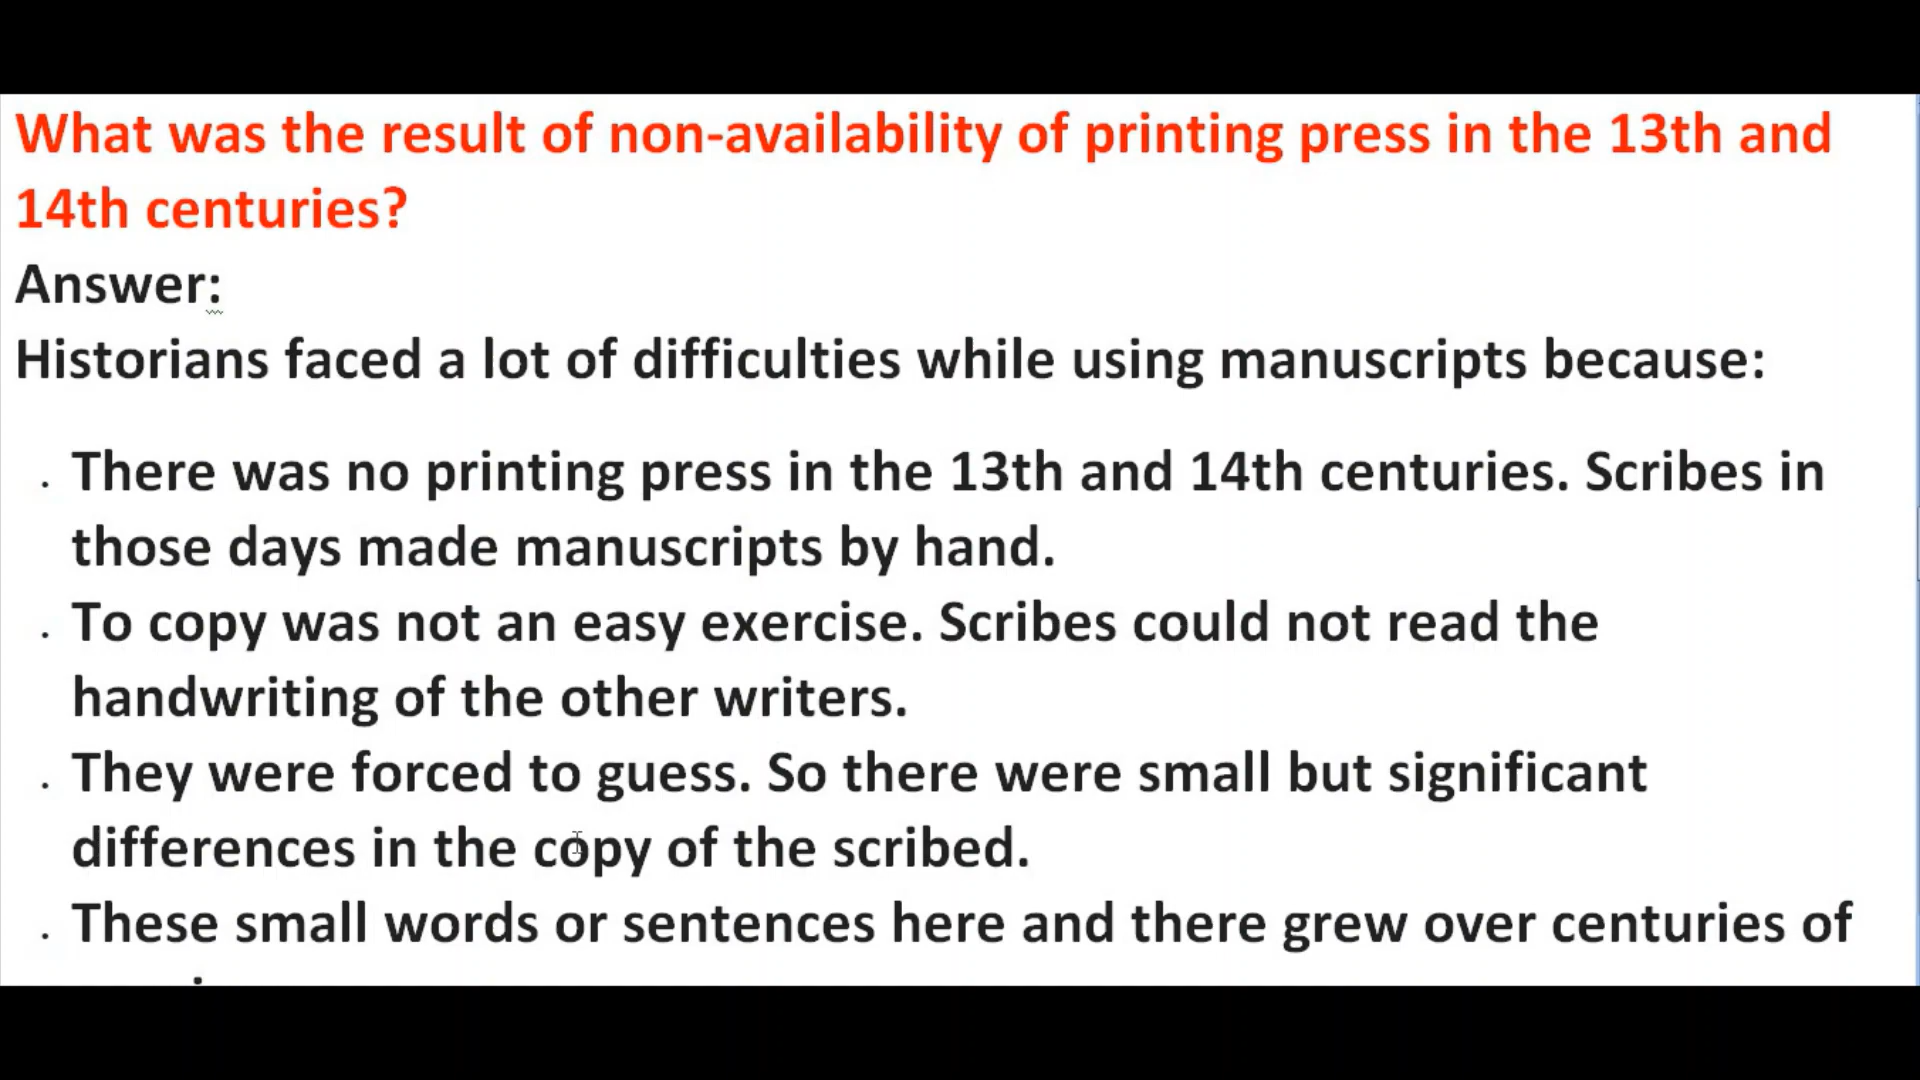 What was the result of non-availability of printing press in the 13th and
14th centuries?
Answer:
Historians faced a lot of difficulties while using manuscripts because:
. There was no printing press in the 13th and 14th centuries. Scribes in
those days made manuscripts by hand.
. To copy was not an easy exercise. Scribes could not read the
handwriting of the other writers.
. They were forced to guess. So there were small but significant
differences in the copy of the scribed.
. These small words or sentences here and there grew over centuries of